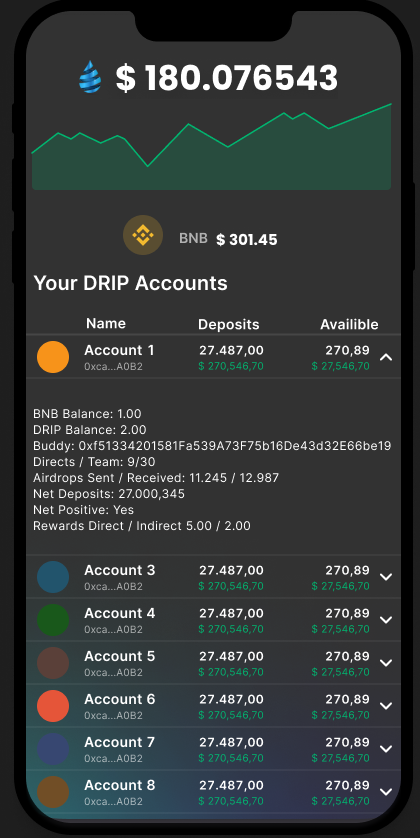 $ 180.076543
BNB $ 301.45
Your DRIP Accounts
Name Deposits Availible
Account 1 27.487,00 270,89
0xca...A0B2 $ 270,546,70 $ 27,546,70
BNB Balance: 1.00
DRIP Balance: 2.00
Buddy: 0xf51334201581Fa539A73F75b16De43d32E66be19
Directs / Team: 9/30
Airdrops Sent / Received: 11.245 / 12.987
Net Deposits: 27.000,345
Net Positive: Yes
Rewards Direct / Indirect 5.00 / 2.00
Account 3 27.487,00 270,89
0xca...A0B2 $ 270,546,70 $ 27,546,70
Account 4 27.487,00 270,89
0xca...A0B2 $ 270,546,70 $ 27,546,70
Account 5 27.487,00 270,89
0xca...A0B2 $ 270,546,70 $ 27,546,70
Account 6 27.487,00 270,89
0xca...A0B2 $ 270,546,70 $ 27,546,70
Account 7 27.487,00 270,89
0xca...A0B2 $ 270,546,70 $ 27,546,70
Account 8 27.487,00 270,89
0xca...A0B2 $ 270,546,70 $ 27,546,70